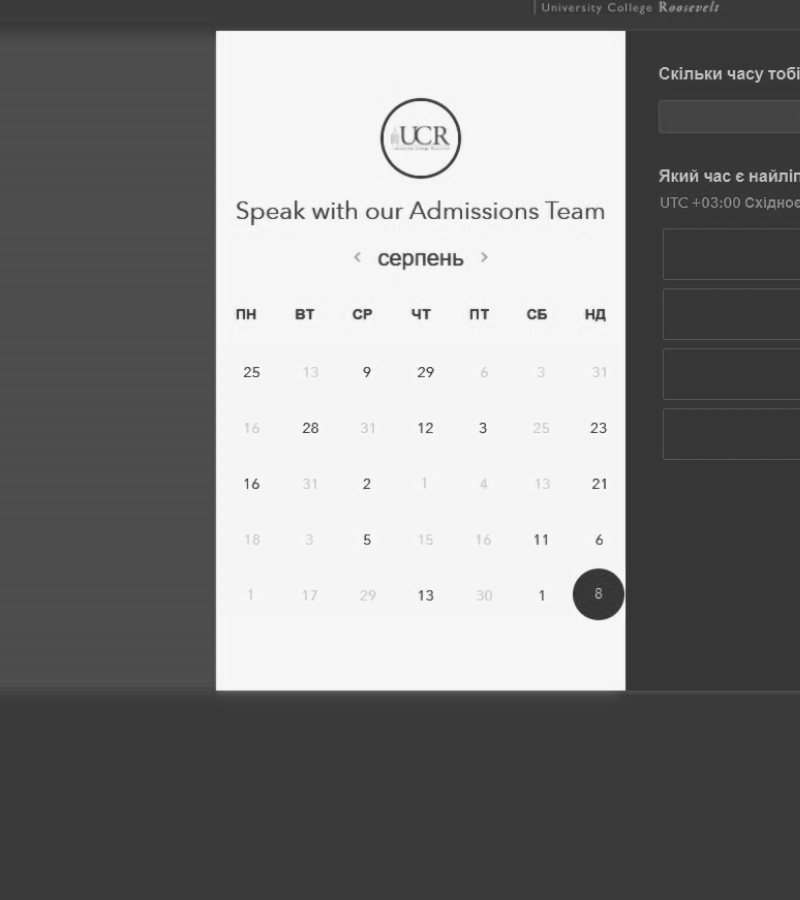 University College Roosevelt
UCR
University College Roosevelt
Speak with our Admissions Team
< серпень >
ПН ВТ СР ЧТ ПТ СБ НД
25 13 9 29 6 3 31
16 28 31 12 3 25 23
16 31 2 1 4 13 21
18 3 5 15 16 11 6
1 17 29 13 30 1 8
Скільки часу тобі
Який час є найліп
UTC +03:00 Східноє